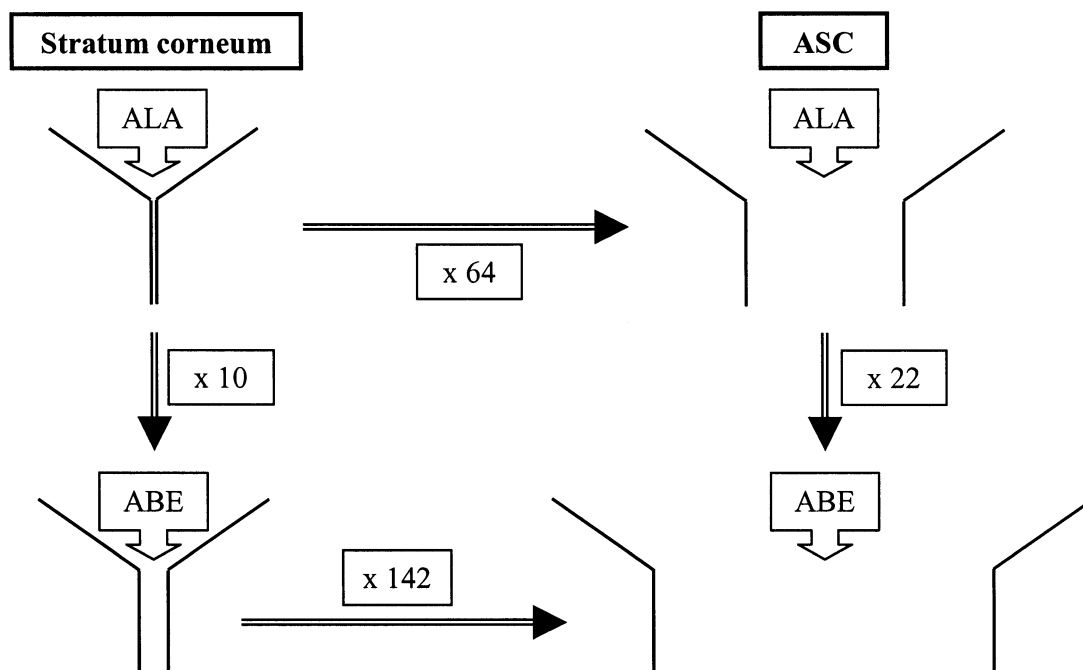 Stratum corneum
ASC
ALA
ALA
x 64
x 10
x 22
ABE
ABE
x 142